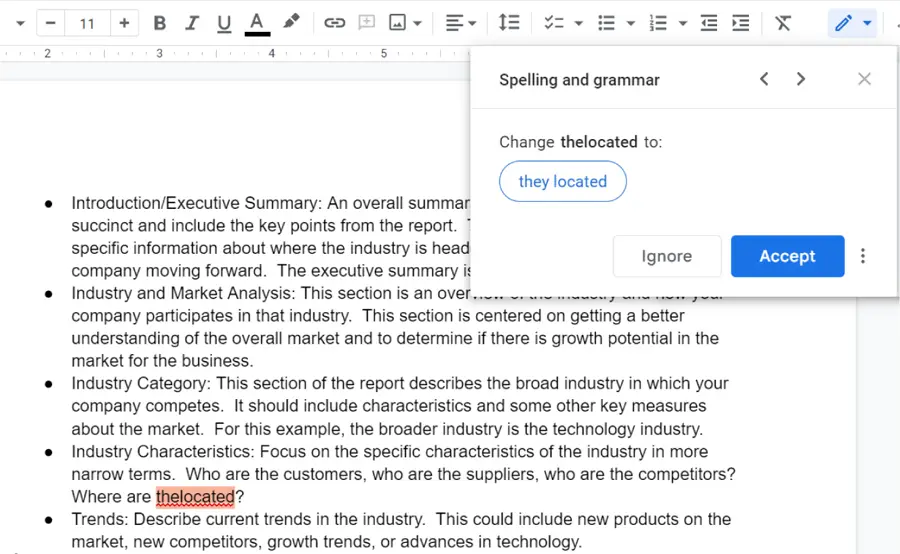 11 B I U A
2 3 4 5
Spelling and grammar
Change thelocated to:
they located
Ignore Accept
● Introduction/Executive Summary: An overall summar
succinct and include the key points from the report.
specific information about where the industry is head
company moving forward. The executive summary is
● Industry and Market Analysis: This section is an overview of the industry and how your
company participates in that industry. This section is centered on getting a better
understanding of the overall market and to determine if there is growth potential in the
market for the business.
● Industry Category: This section of the report describes the broad industry in which your
company competes. It should include characteristics and some other key measures
about the market. For this example, the broader industry is the technology industry.
● Industry Characteristics: Focus on the specific characteristics of the industry in more
narrow terms. Who are the customers, who are the suppliers, who are the competitors?
Where are thelocated?
● Trends: Describe current trends in the industry. This could include new products on the
market, new competitors, growth trends, or advances in technology.